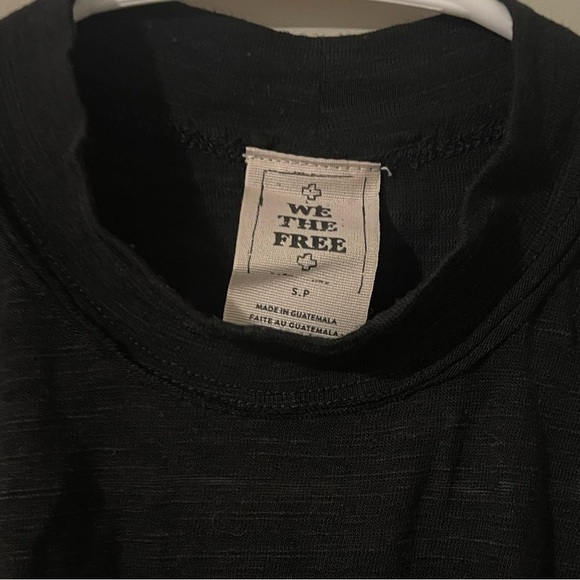 WE
THE
FREE
S.P
MADE IN GUATEMALA
FAITE AU GUATEMALA